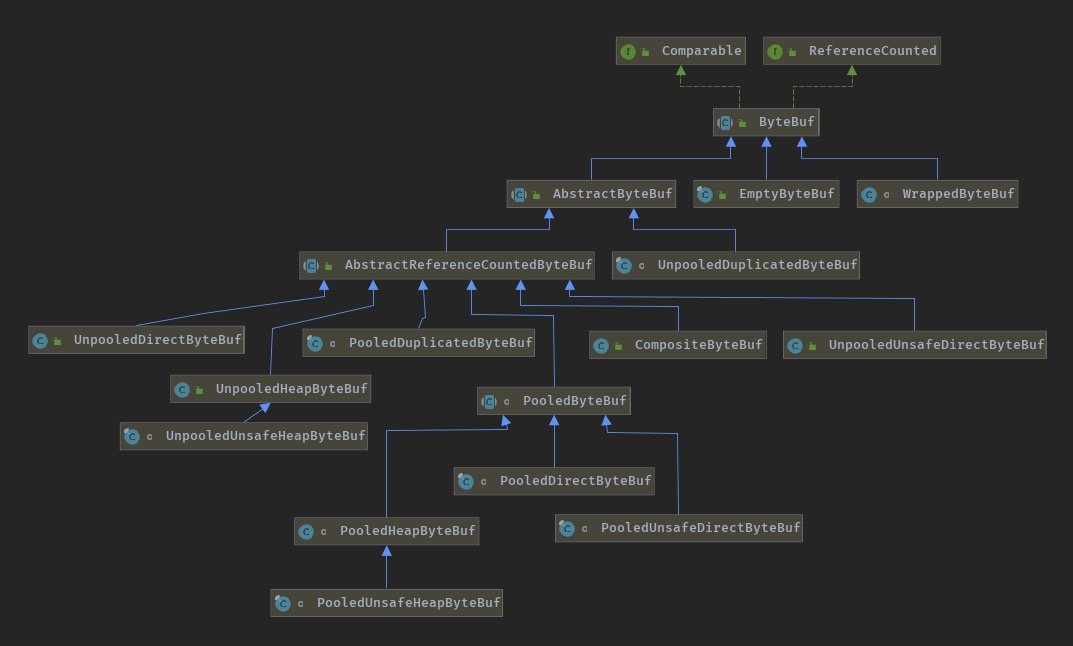 Comparable
ReferenceCounted
ByteBuf
AbstractByteBuf
EmptyByteBuf
WrappedByteBuf
AbstractReferenceCountedByteBuf
UnpooledDuplicatedByteBuf
UnpooledDirectByteBuf
PooledDuplicatedByteBuf
CompositeByteBuf
UnpooledUnsafeDirectByteBuf
UnpooledHeapByteBuf
PooledByteBuf
UnpooledUnsafeHeapByteBuf
PooledDirectByteBuf
PooledHeapByteBuf
PooledUnsafeDirectByteBuf
PooledUnsafeHeapByteBuf